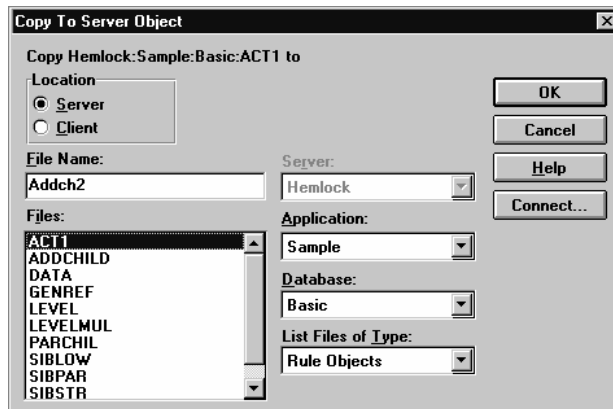 Copy To Server Object
Copy Hemlock:Sample:Basic:ACT1 to
Location
Server
Client
File Name:
Addch2
Files:
ACT1
ADDCHILD
DATA
GENREF
LEVEL
LEVELMUL
PARCHIL
SIBLOW
SIBPAR
SIBSTR
Server:
Hemlock
Application:
Sample
Database:
Basic
List Files of Type:
Rule Objects
OK
Cancel
Help
Connect...